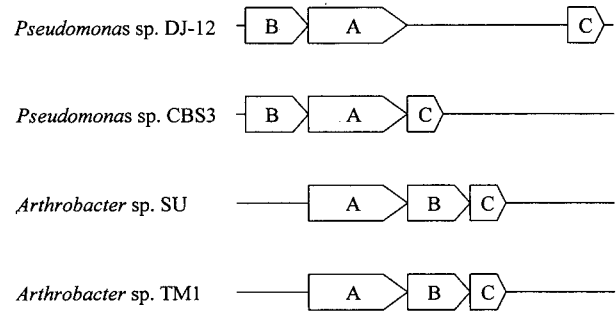 Pseudomonas sp. DJ-12 B A C
Pseudomonas sp. CBS3 B A C
Arthrobacter sp. SU A B C
Arthrobacter sp. TM1 A B C